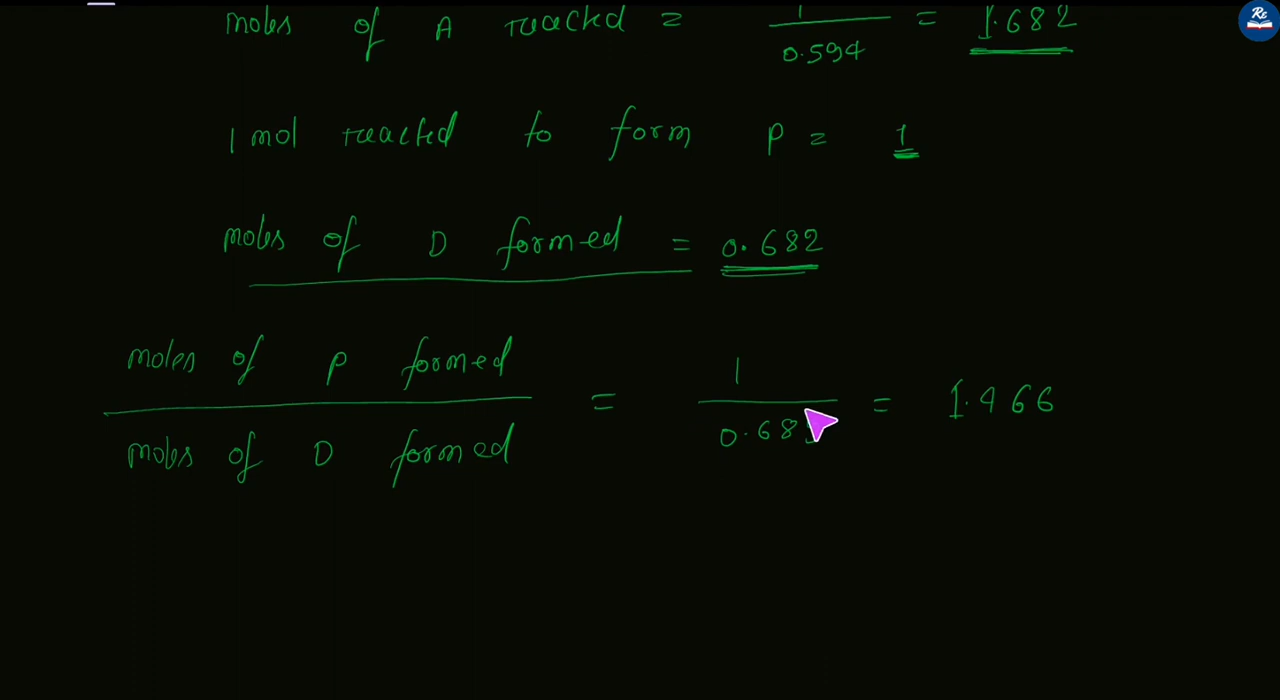 moles of A reacted = 1/0.594 = 1.682
1 mol reacted to form P = 1
moles of D formed = 0.682
moles of P formed / moles of D formed = 1/0.68 = 1.466
Re